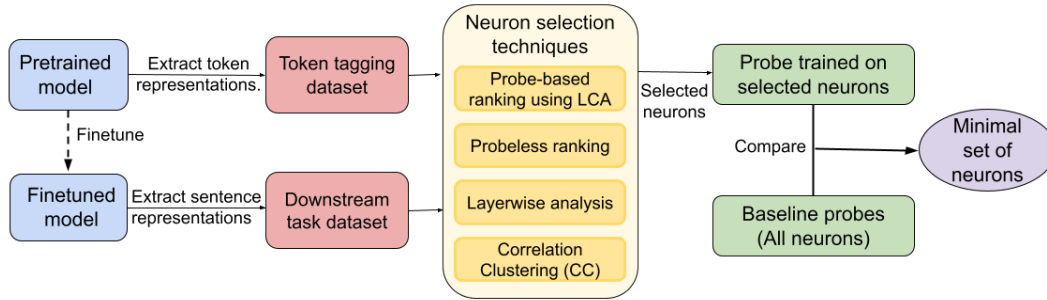 Pretrained
model
Extract token
representations.
Token tagging
dataset
Finetune
Finetuned
model
Extract sentence
representations
Downstream
task dataset
Neuron selection
techniques
Probe-based
ranking using LCA
Probeless ranking
Layerwise analysis
Correlation
Clustering (CC)
Selected
neurons
Probe trained on
selected neurons
Compare
Baseline probes
(All neurons)
Minimal
set of
neurons